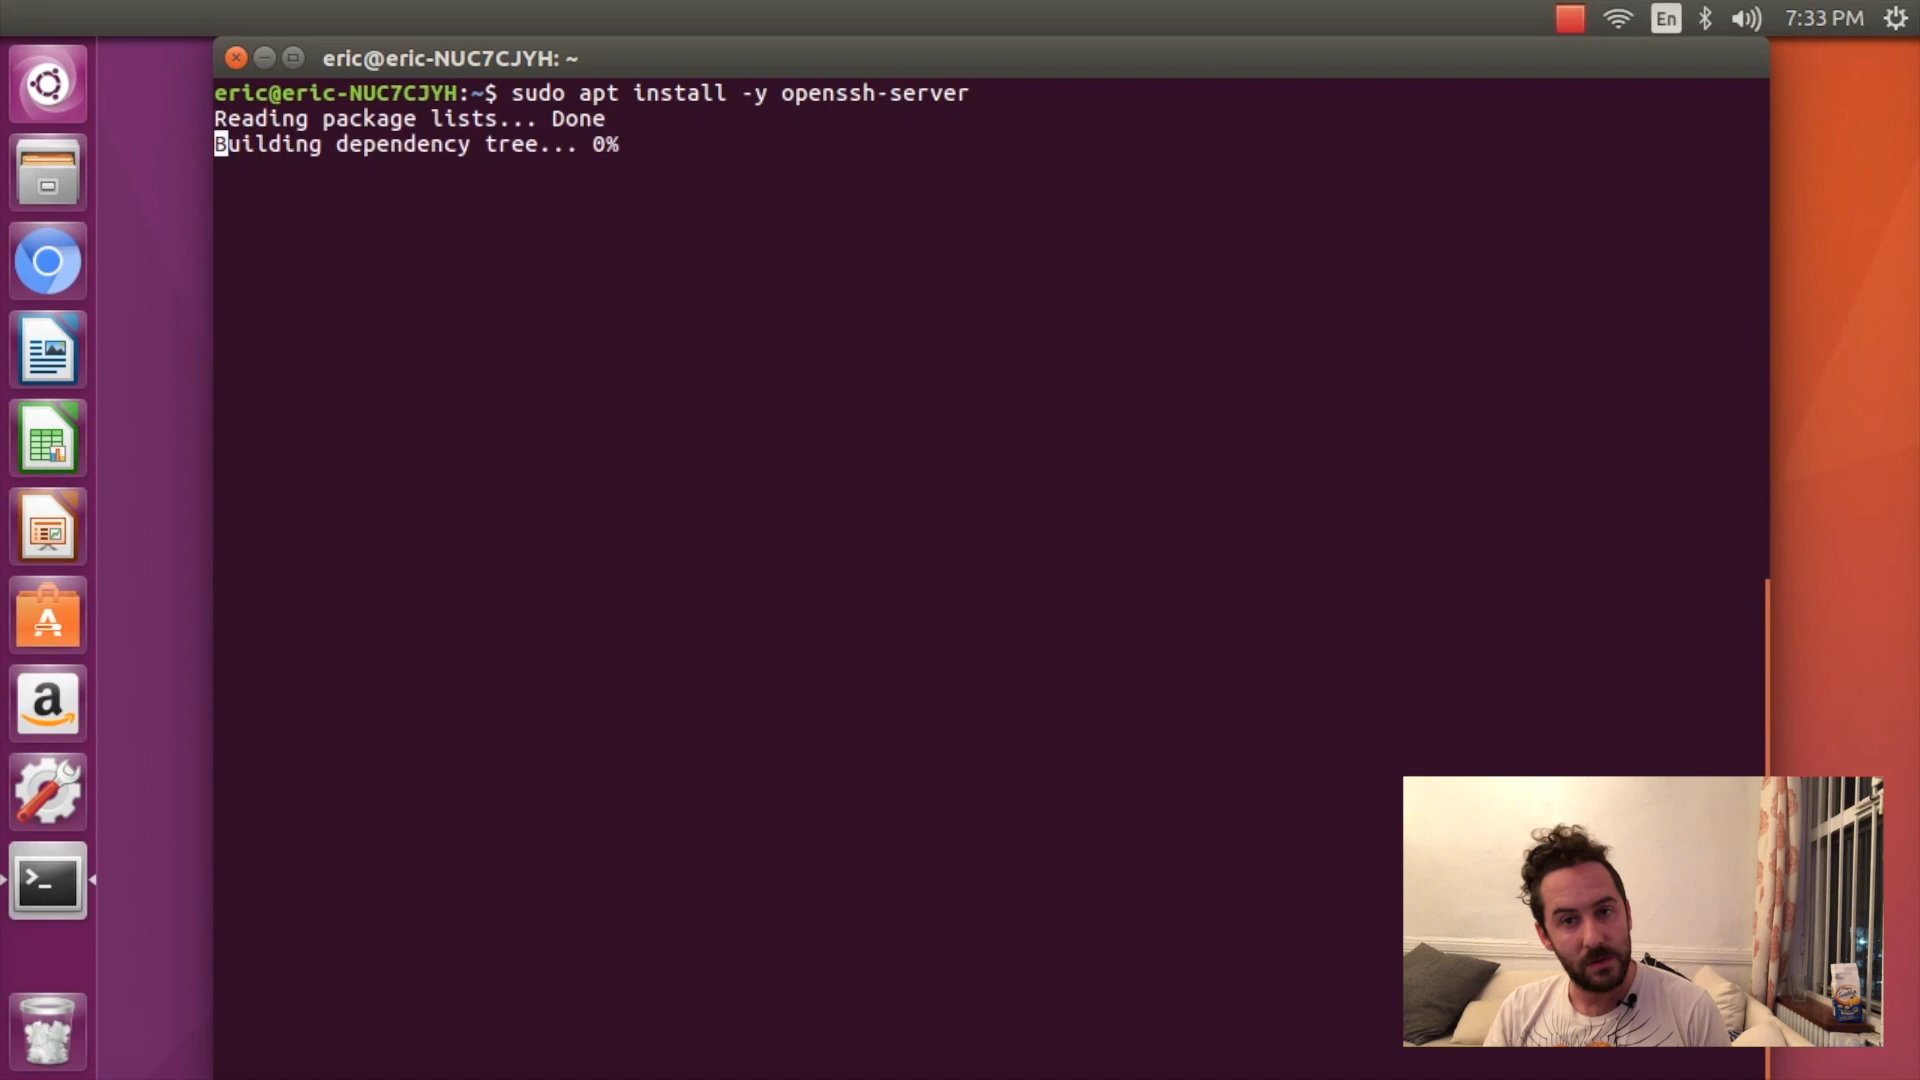 En
7:33 PM
eric@eric-NUC7CJYH: ~
eric@eric-NUC7CJYH:~$ sudo apt install -y openssh-server
Reading package lists... Done
Building dependency tree... 0%
>_
A
a
Goldfish